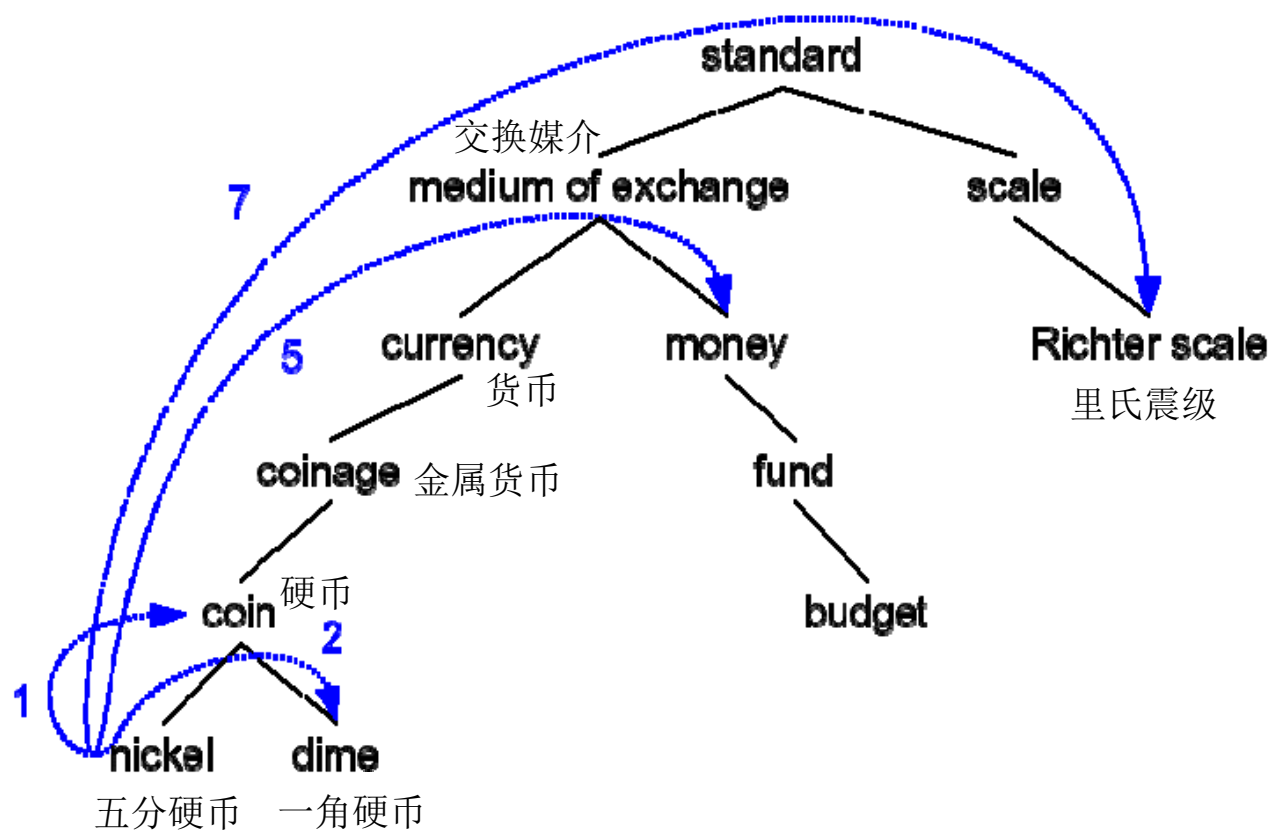 standard
交换媒介
medium of exchange
scale
7
5
currency
货币
money
Richter scale
里氏震级
coinage 金属货币
fund
coin 硬币
budget
2
1
nickel
dime
五分硬币
一角硬币